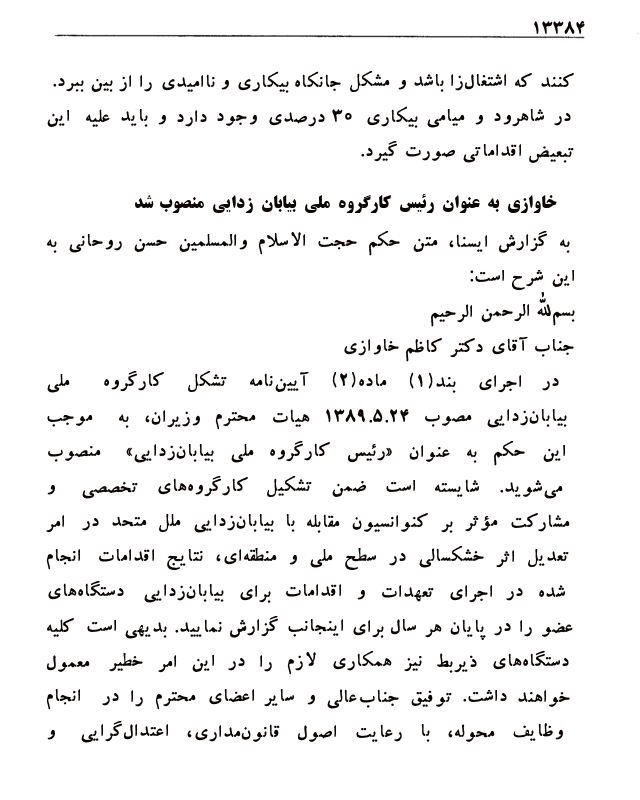 ۱۳۳۸۴
کنند که اشتغال‌زا باشد و مشکل جانکاه بیکاری و ناامیدی را از بین ببرد.
در شاهرود و میامی بیکاری ۳۰ درصدی وجود دارد و باید علیه این
تبعیض اقداماتی صورت گیرد.
خاوازی به عنوان رئیس کارگروه ملی بیابان زدایی منصوب شد
به گزارش ایسنا، متن حکم حجت الاسلام والمسلمین حسن روحانی به
این شرح است:
بسم‌الله الرحمن الرحیم
جناب آقای دکتر کاظم خاوازی
در اجرای بند(۱) ماده(۲) آیین‌نامه تشکل کارگروه ملی
بیابان‌زدایی مصوب ۱۳۸۹.۵.۲۴ هیات محترم وزیران، به موجب
این حکم به عنوان «رئیس کارگروه ملی بیابان‌زدایی» منصوب
می‌شوید. شایسته است ضمن تشکیل کارگروه‌های تخصصی و
مشارکت مؤثر بر کنوانسیون مقابله با بیابان‌زدایی ملل متحد در امر
تعدیل اثر خشکسالی در سطح ملی و منطقه‌ای، نتایج اقدامات انجام
شده در اجرای تعهدات و اقدامات برای بیابان‌زدایی دستگاه‌های
عضو را در پایان هر سال برای اینجانب گزارش نمایید. بدیهی است کلیه
دستگاه‌های ذیربط نیز همکاری لازم را در این امر خطیر معمول
خواهند داشت. توفیق جناب‌عالی و سایر اعضای محترم را در انجام
وظایف محوله، با رعایت اصول قانون‌مداری، اعتدال‌گرایی و